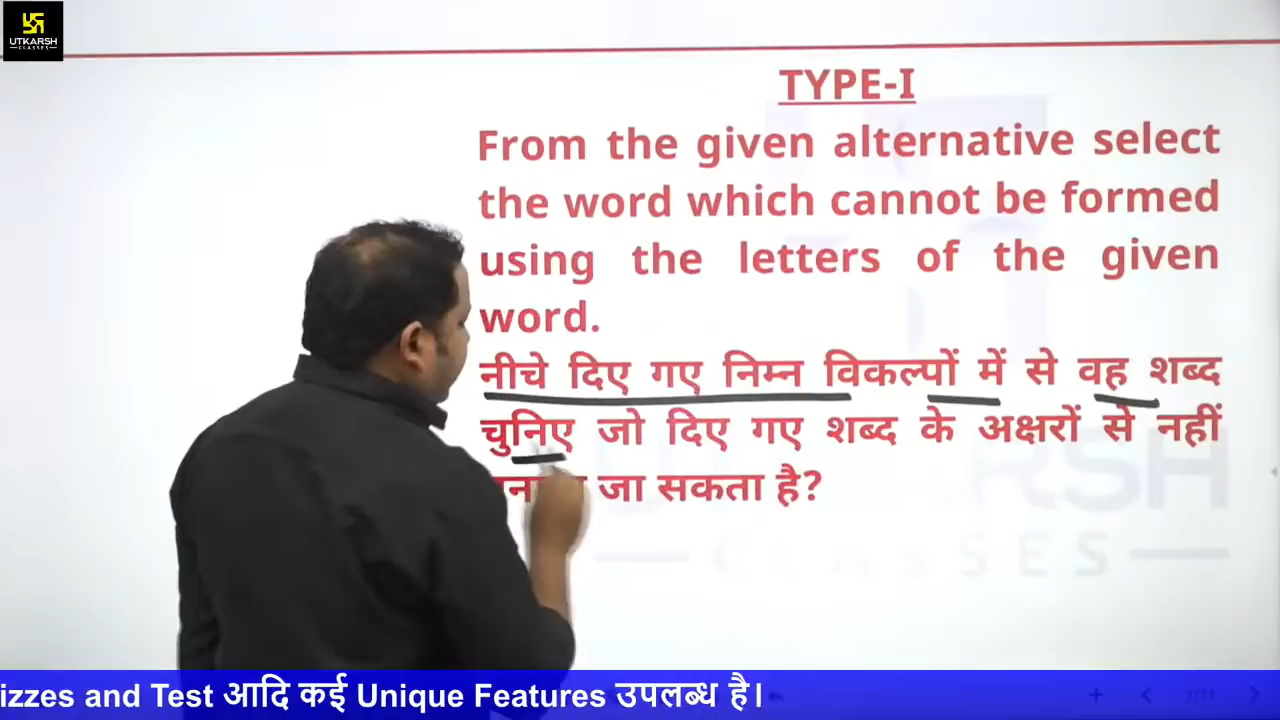 UTKARSH
CLASSES
TYPE-I
From the given alternative select
the word which cannot be formed
using the letters of the given
word.
नीचे दिए गए निम्न विकल्पों में से वह शब्द
चुनिए जो दिए गए शब्द के अक्षरों से नहीं
जा सकता है?
CLASSES
izzes and Test आदि कई Unique Features उपलब्ध है।